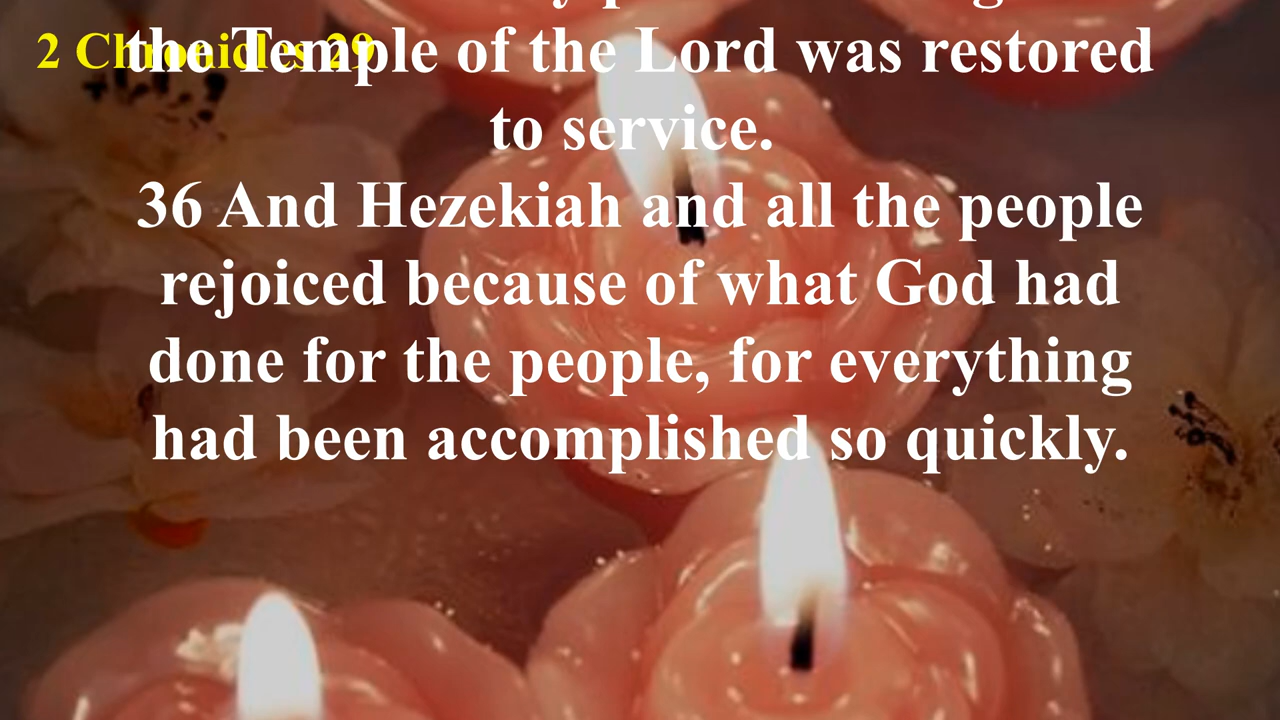 2 Chronicles 29
the Temple of the Lord was restored
to service.
36 And Hezekiah and all the people
rejoiced because of what God had
done for the people, for everything
had been accomplished so quickly.